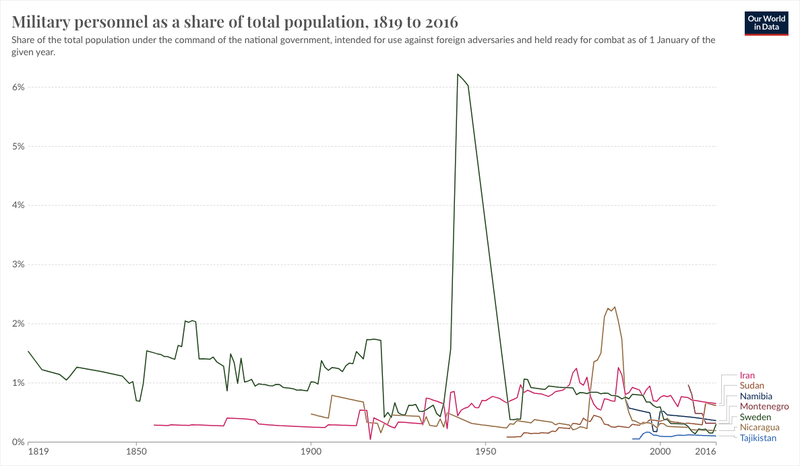 Military personnel as a share of total population, 1819 to 2016
Our World
in Data
Share of the total population under the command of the national government, intended for use against foreign adversaries and held ready for combat as of 1 January of the
given year.
6%
5%
4%
3%
2%
1%
0%
1819
1850
1900
1950
2000
2016
Iran
Sudan
Namibia
Montenegro
Sweden
Nicaragua
Tajikistan